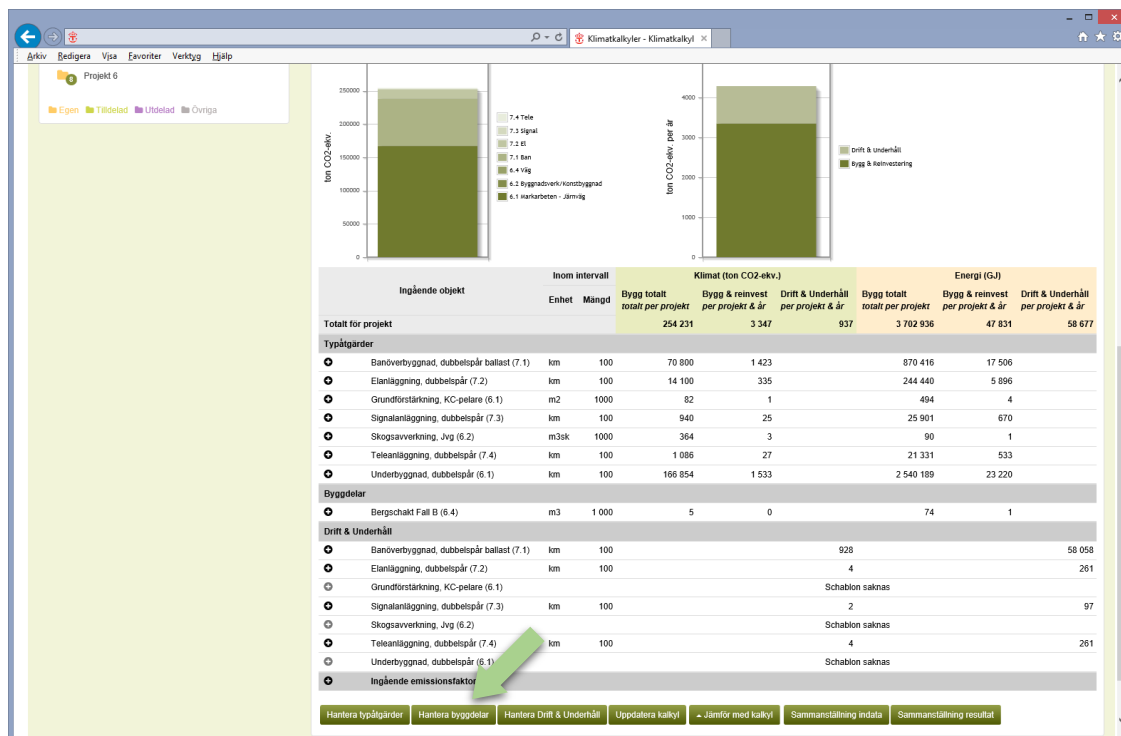 Klimatkalkyler - Klimatkalkyl
Arkiv Redigera Visa Favoriter Verktyg Hjälp
6 Projekt 6
Egen Tilldelad Utdelad Övriga
ton CO2-ekv.
250000
200000
150000
100000
50000
0
7.4 Tele
7.3 Signal
7.2 El
7.1 Ban
6.4 Väg
6.2 Byggnadsverk/Konstbyggnad
6.1 Markarbeten - Järnväg
ton CO2-ekv. per år
4000
3000
2000
1000
0
Drift & Underhåll
Bygg & Reinvestering
Inom intervall Klimat (ton CO2-ekv.) Energi (GJ)
Ingående objekt Enhet Mängd Bygg totalt Bygg & reinvest Drift & Underhåll Bygg totalt Bygg & reinvest Drift & Underhåll
totalt per projekt per projekt & år per projekt & år totalt per projekt per projekt & år per projekt & år
Totalt för projekt 254 231 3 347 937 3 702 936 47 831 58 677
Typåtgärder
Banöverbyggnad, dubbelspår ballast (7.1) km 100 70 800 1 423 870 416 17 506
Elanläggning, dubbelspår (7.2) km 100 14 100 335 244 440 5 896
Grundförstärkning, KC-pelare (6.1) m2 1000 82 1 494 4
Signalanläggning, dubbelspår (7.3) km 100 940 25 25 901 670
Skogsavverkning, Jvg (6.2) m3sk 1000 364 3 90 1
Teleanläggning, dubbelspår (7.4) km 100 1 086 27 21 331 533
Underbyggnad, dubbelspår (6.1) km 100 166 854 1 533 2 540 189 23 220
Byggdelar
Bergschakt Fall B (6.4) m3 1 000 5 0 74 1
Drift & Underhåll
Banöverbyggnad, dubbelspår ballast (7.1) km 100 928 58 058
Elanläggning, dubbelspår (7.2) km 100 4 261
Grundförstärkning, KC-pelare (6.1) Schablon saknas
Signalanläggning, dubbelspår (7.3) km 100 2 97
Skogsavverkning, Jvg (6.2) Schablon saknas
Teleanläggning, dubbelspår (7.4) km 100 4 261
Underbyggnad, dubbelspår (6.1) Schablon saknas
Ingående emissionsfaktor
Hantera typåtgärder Hantera byggdelar Hantera Drift & Underhåll Uppdatera kalkyl Jämför med kalkyl Sammanställning indata Sammanställning resultat